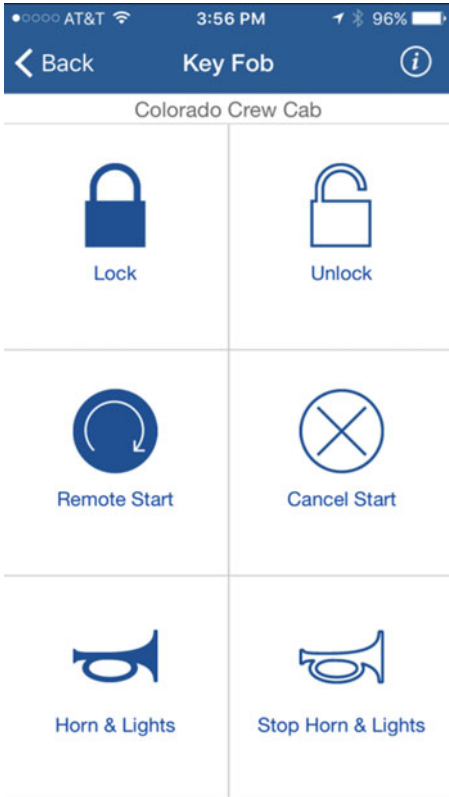 AT&T 3:56 PM 96%
Back Key Fob i
Colorado Crew Cab
Lock Unlock
Remote Start Cancel Start
Horn & Lights Stop Horn & Lights